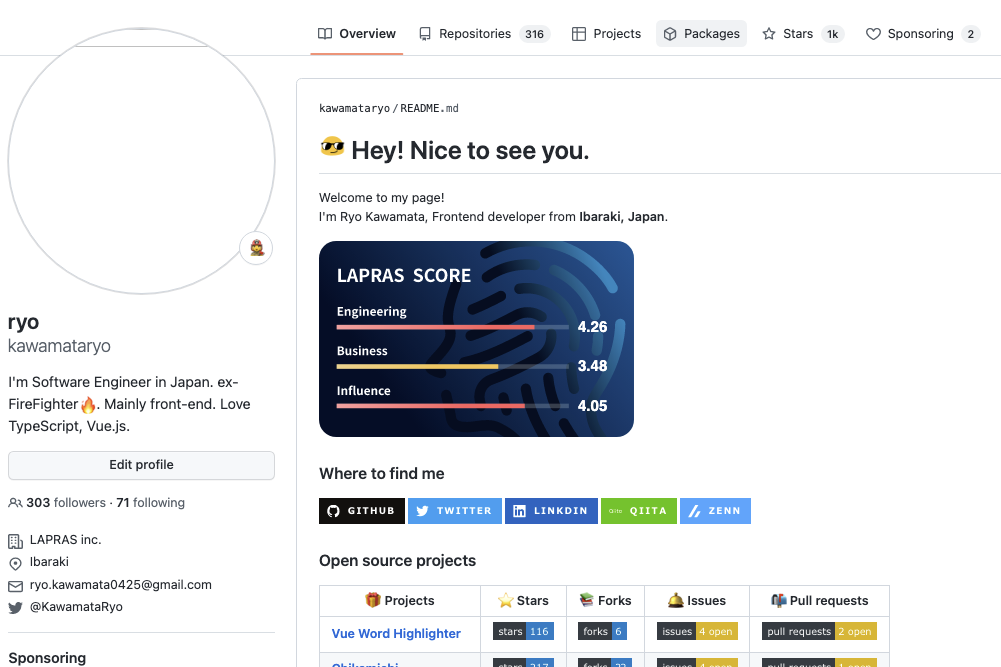 Overview Repositories 316 Projects Packages Stars 1k Sponsoring 2
kawamataryo/README.md
😎 Hey! Nice to see you.
Welcome to my page!
I'm Ryo Kawamata, Frontend developer from Ibaraki, Japan.
LAPRAS SCORE
Engineering
4.26
Business
3.48
Influence
4.05
ryo
kawamataryo
I'm Software Engineer in Japan. ex-
FireFighter🔥. Mainly front-end. Love
TypeScript, Vue.js.
Edit profile
303 followers · 71 following
LAPRAS inc.
Ibaraki
ryo.kawamata0425@gmail.com
@KawamataRyo
Sponsoring
Where to find me
GITHUB TWITTER LINKDIN Qiita QIITA ZENN
Open source projects
🎁 Projects ⭐ Stars 📚 Forks 🛎 Issues 📬 Pull requests
Vue Word Highlighter stars 116 forks 6 issues 4 open pull requests 2 open